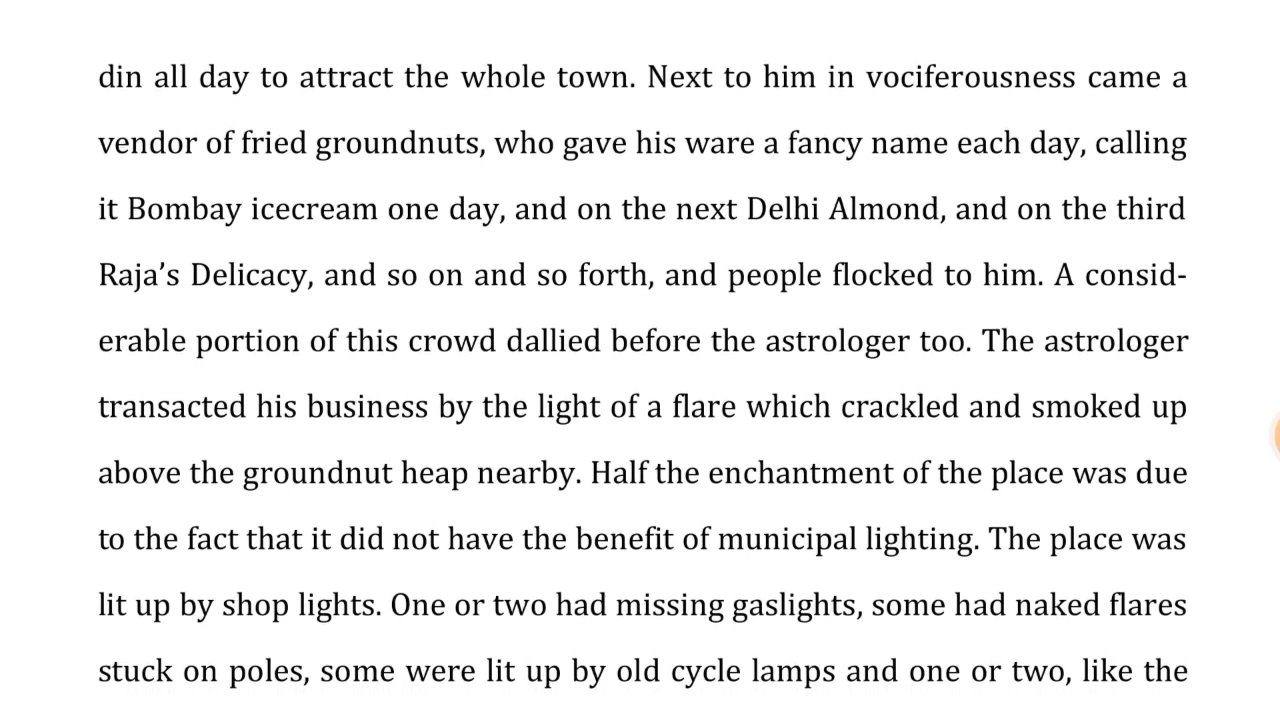 din all day to attract the whole town. Next to him in vociferousness came a
vendor of fried groundnuts, who gave his ware a fancy name each day, calling
it Bombay icecream one day, and on the next Delhi Almond, and on the third
Raja’s Delicacy, and so on and so forth, and people flocked to him. A consid-
erable portion of this crowd dallied before the astrologer too. The astrologer
transacted his business by the light of a flare which crackled and smoked up
above the groundnut heap nearby. Half the enchantment of the place was due
to the fact that it did not have the benefit of municipal lighting. The place was
lit up by shop lights. One or two had missing gaslights, some had naked flares
stuck on poles, some were lit up by old cycle lamps and one or two, like the